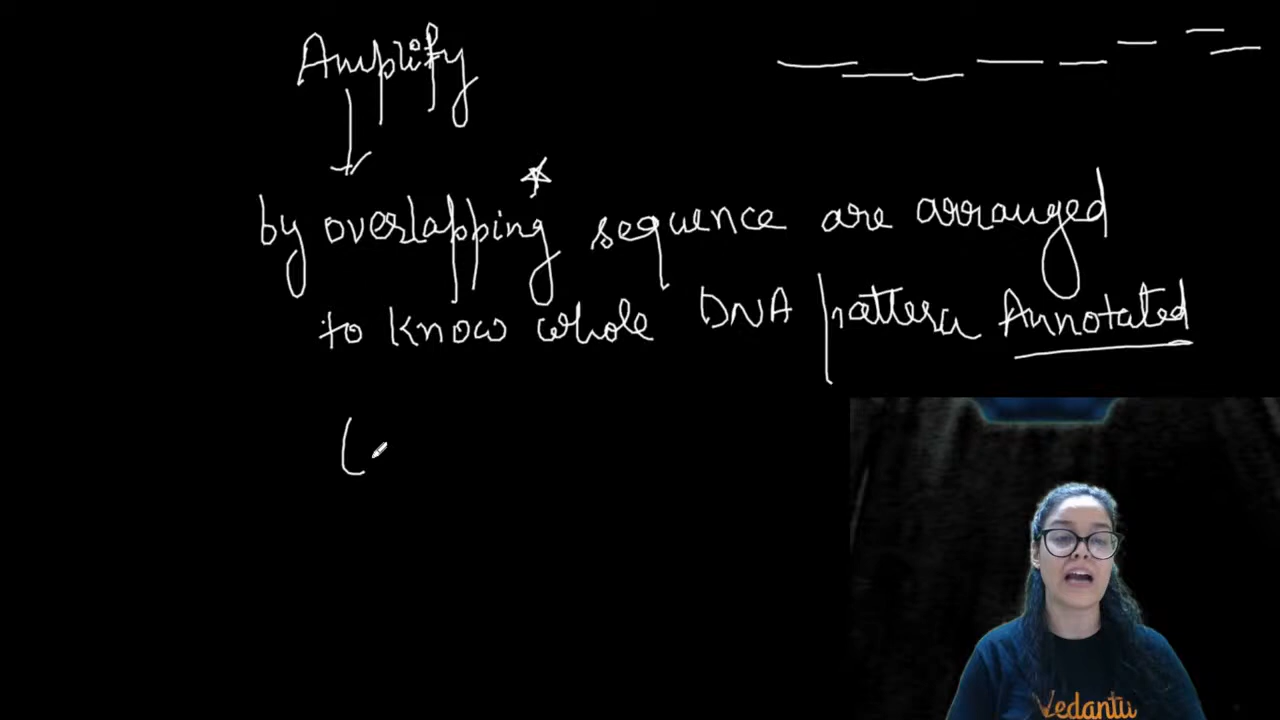 Amplify
by overlapping sequence are arranged
to know whole DNA pattern Annotated
Vedantu